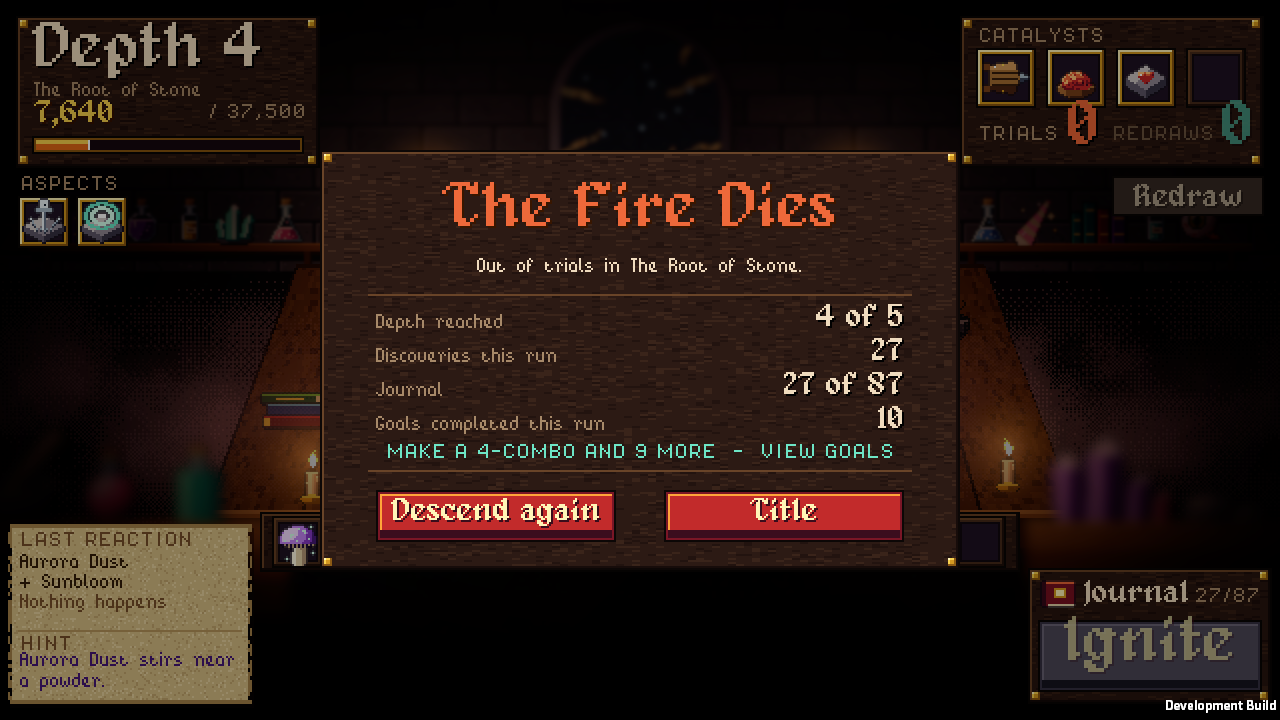 Depth 4
The Root of Stone
7,640 / 37,500
ASPECTS
CATALYSTS
TRIALS 0 REDRAWS 0
Redraw
The Fire Dies
Out of trials in The Root of Stone.
Depth reached 4 of 5
Discoveries this run 27
Journal 27 of 87
Goals completed this run 10
MAKE A 4-COMBO AND 9 MORE - VIEW GOALS
Descend again
Title
LAST REACTION
Aurora Dust
+ Sunbloom
Nothing happens
HINT
Aurora Dust stirs near
a powder.
Journal 27/87
Ignite
Development Build